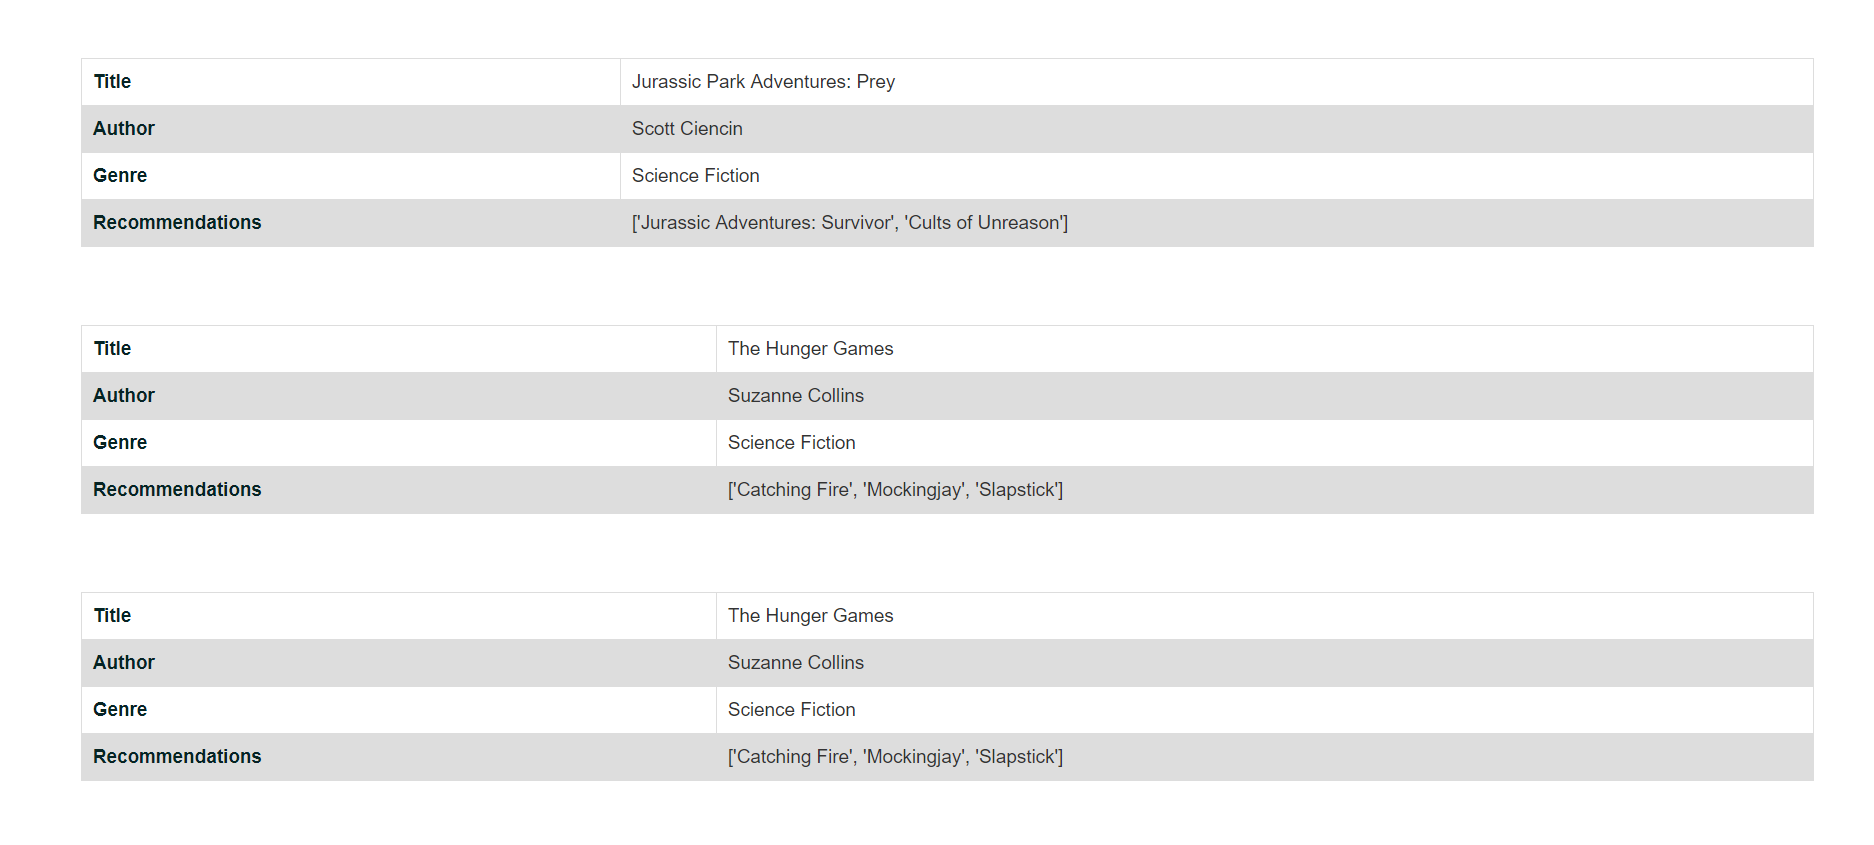 Title Jurassic Park Adventures: Prey
Author Scott Ciencin
Genre Science Fiction
Recommendations ['Jurassic Adventures: Survivor', 'Cults of Unreason']
Title The Hunger Games
Author Suzanne Collins
Genre Science Fiction
Recommendations ['Catching Fire', 'Mockingjay', 'Slapstick']
Title The Hunger Games
Author Suzanne Collins
Genre Science Fiction
Recommendations ['Catching Fire', 'Mockingjay', 'Slapstick']